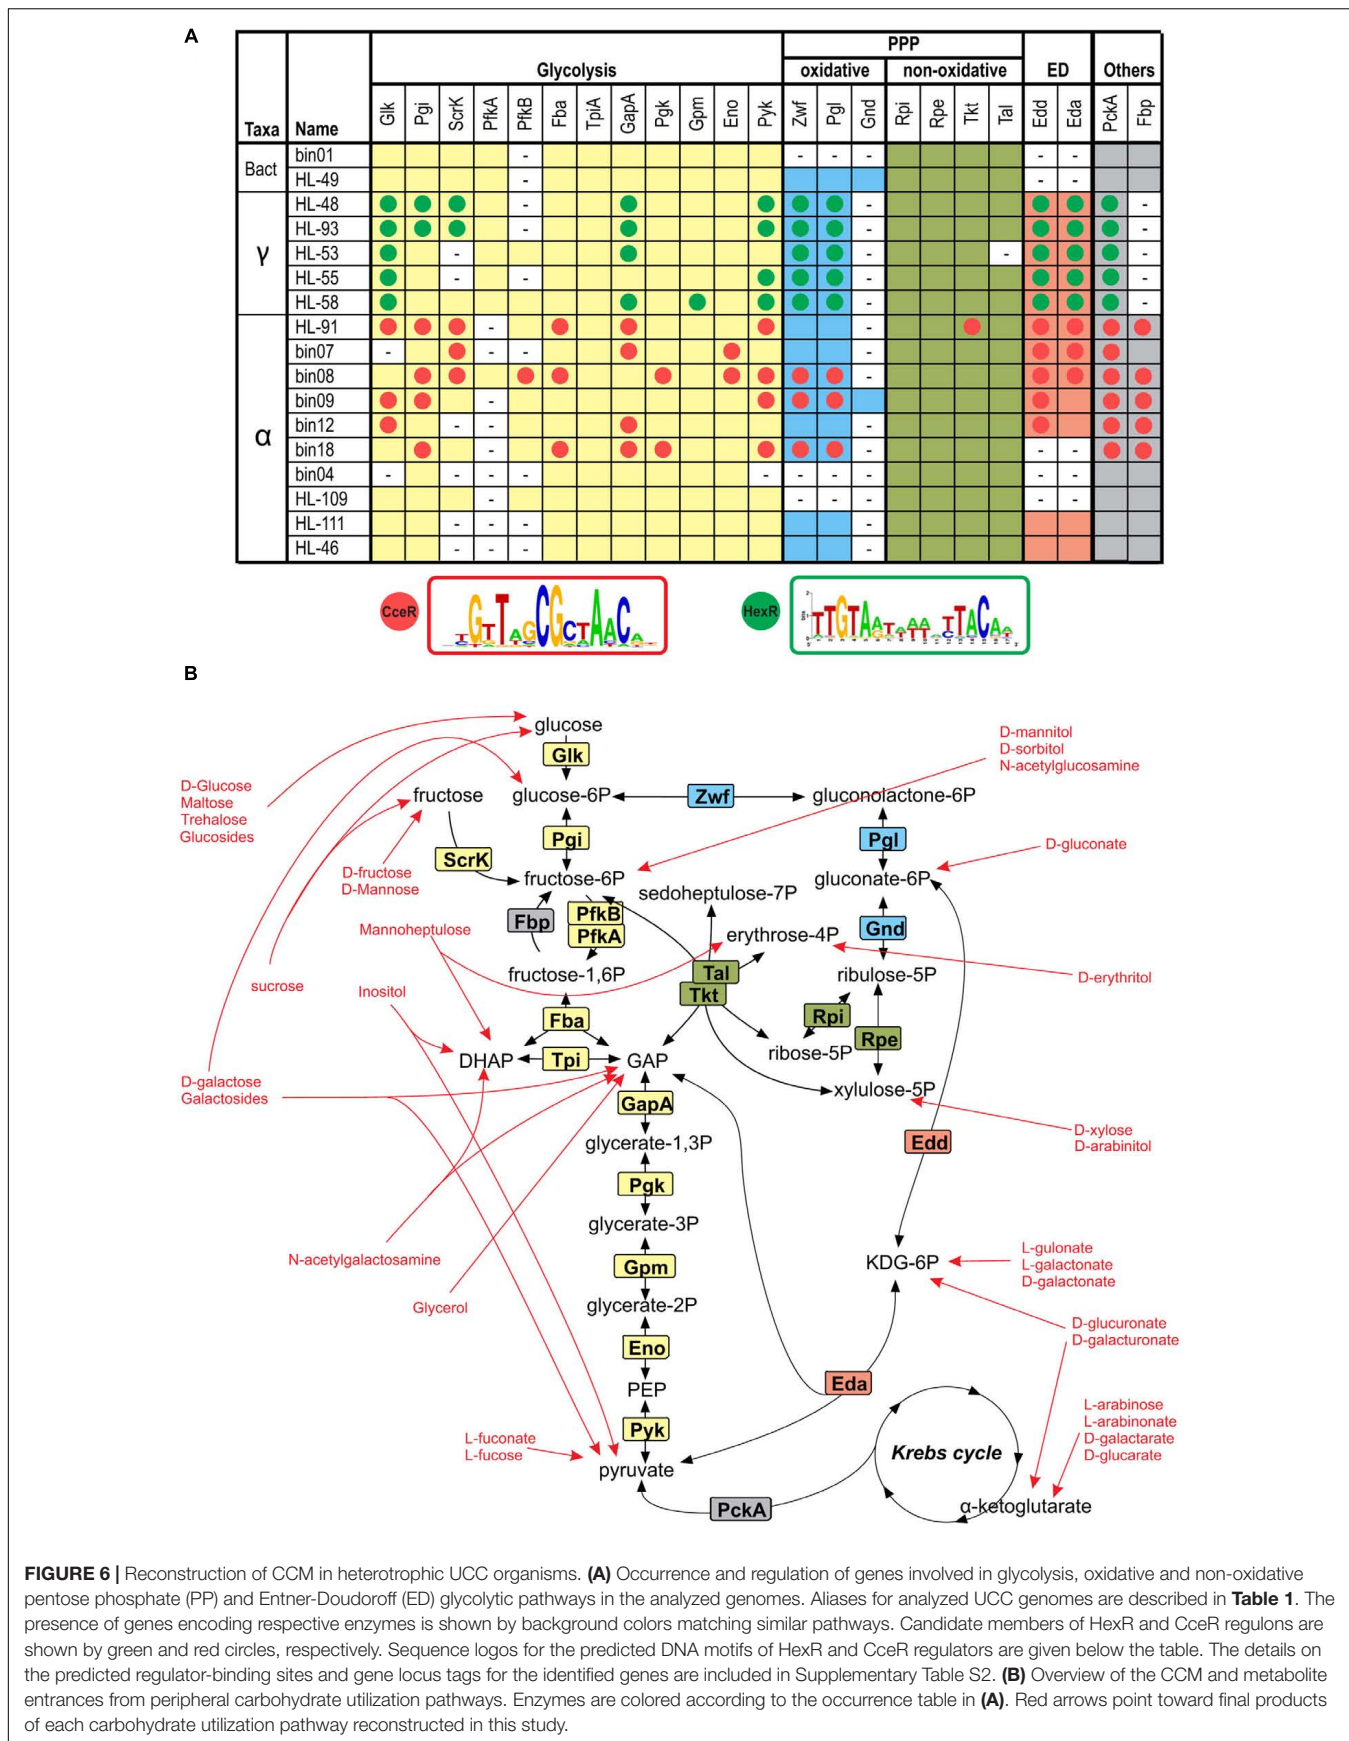 A
Taxa Name Glycolysis PPP ED Others
oxidative non-oxidative
Glk Pgi ScrK PfkA PfkB Fba TpiA GapA Pgk Gpm Eno Pyk Zwf Pgl Gnd Rpi Rpe Tkt Tal Edd Eda PckA Fbp
Bact
bin01 - - - - - -
HL-49 - - -
γ
HL-48 - - -
HL-93 - - -
HL-53 - - - -
HL-55 - - - -
HL-58 - -
α
HL-91 - -
bin07 - - - -
bin08 -
bin09 -
bin12 - - -
bin18 - - - -
bin04 - - - - - - - - - -
HL-109 - - - - - -
HL-111 - - - -
HL-46 - - - -
CceR
HexR
B
glucose
Glk
D-Glucose
Maltose
Trehalose
Glucosides
fructose
glucose-6P
Zwf
gluconolactone-6P
D-mannitol
D-sorbitol
N-acetylglucosamine
Pgi
Pgl
ScrK
D-gluconate
D-fructose
D-Mannose
fructose-6P
gluconate-6P
sedoheptulose-7P
Fbp
PfkB
PfkA
Gnd
Mannoheptulose
erythrose-4P
fructose-1,6P
Tal
Tkt
ribulose-5P
D-erythritol
sucrose
Inositol
Fba
Rpi
Rpe
DHAP
Tpi
GAP
ribose-5P
xylulose-5P
D-galactose
Galactosides
GapA
D-xylose
D-arabinitol
glycerate-1,3P
Edd
Pgk
glycerate-3P
N-acetylgalactosamine
Gpm
KDG-6P
L-gulonate
L-galactonate
D-galactonate
Glycerol
glycerate-2P
D-glucuronate
D-galacturonate
Eno
PEP
Eda
Pyk
L-arabinose
L-arabinonate
D-galactarate
D-glucarate
L-fuconate
L-fucose
pyruvate
Krebs cycle
PckA
α-ketoglutarate
FIGURE 6 | Reconstruction of CCM in heterotrophic UCC organisms. (A) Occurrence and regulation of genes involved in glycolysis, oxidative and non-oxidative
pentose phosphate (PP) and Entner-Doudoroff (ED) glycolytic pathways in the analyzed genomes. Aliases for analyzed UCC genomes are described in Table 1. The
presence of genes encoding respective enzymes is shown by background colors matching similar pathways. Candidate members of HexR and CceR regulons are
shown by green and red circles, respectively. Sequence logos for the predicted DNA motifs of HexR and CceR regulators are given below the table. The details on
the predicted regulator-binding sites and gene locus tags for the identified genes are included in Supplementary Table S2. (B) Overview of the CCM and metabolite
entrances from peripheral carbohydrate utilization pathways. Enzymes are colored according to the occurrence table in (A). Red arrows point toward final products
of each carbohydrate utilization pathway reconstructed in this study.